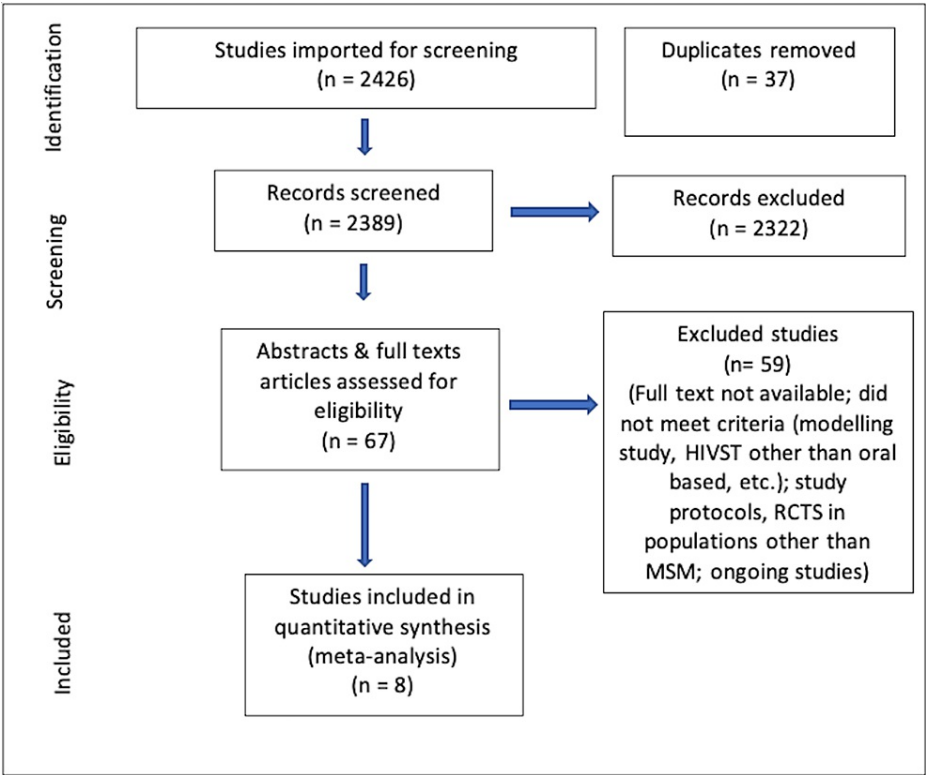 Identification
Studies imported for screening
(n = 2426)
Duplicates removed
(n = 37)
Screening
Records screened
(n = 2389)
Records excluded
(n = 2322)
Eligibility
Abstracts & full texts
articles assessed for
eligibility
(n = 67)
Excluded studies
(n= 59)
(Full text not available; did
not meet criteria (modelling
study, HIVST other than oral
based, etc.); study
protocols, RCTS in
populations other than
MSM; ongoing studies)
Included
Studies included in
quantitative synthesis
(meta-analysis)
(n = 8)